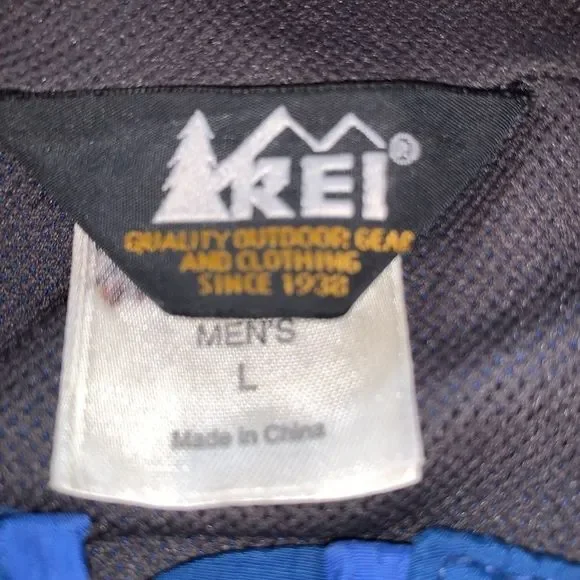 REI®
QUALITY OUTDOOR GEAR
AND CLOTHING
SINCE 1938
MEN'S
L
Made in China